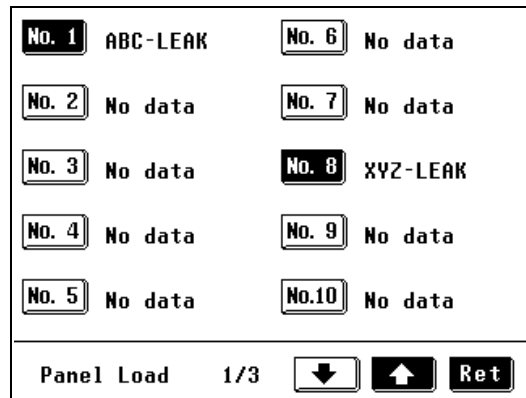 No. 1 ABC-LEAK No. 6 No data
No. 2 No data No. 7 No data
No. 3 No data No. 8 XYZ-LEAK
No. 4 No data No. 9 No data
No. 5 No data No.10 No data
Panel Load 1/3 Ret